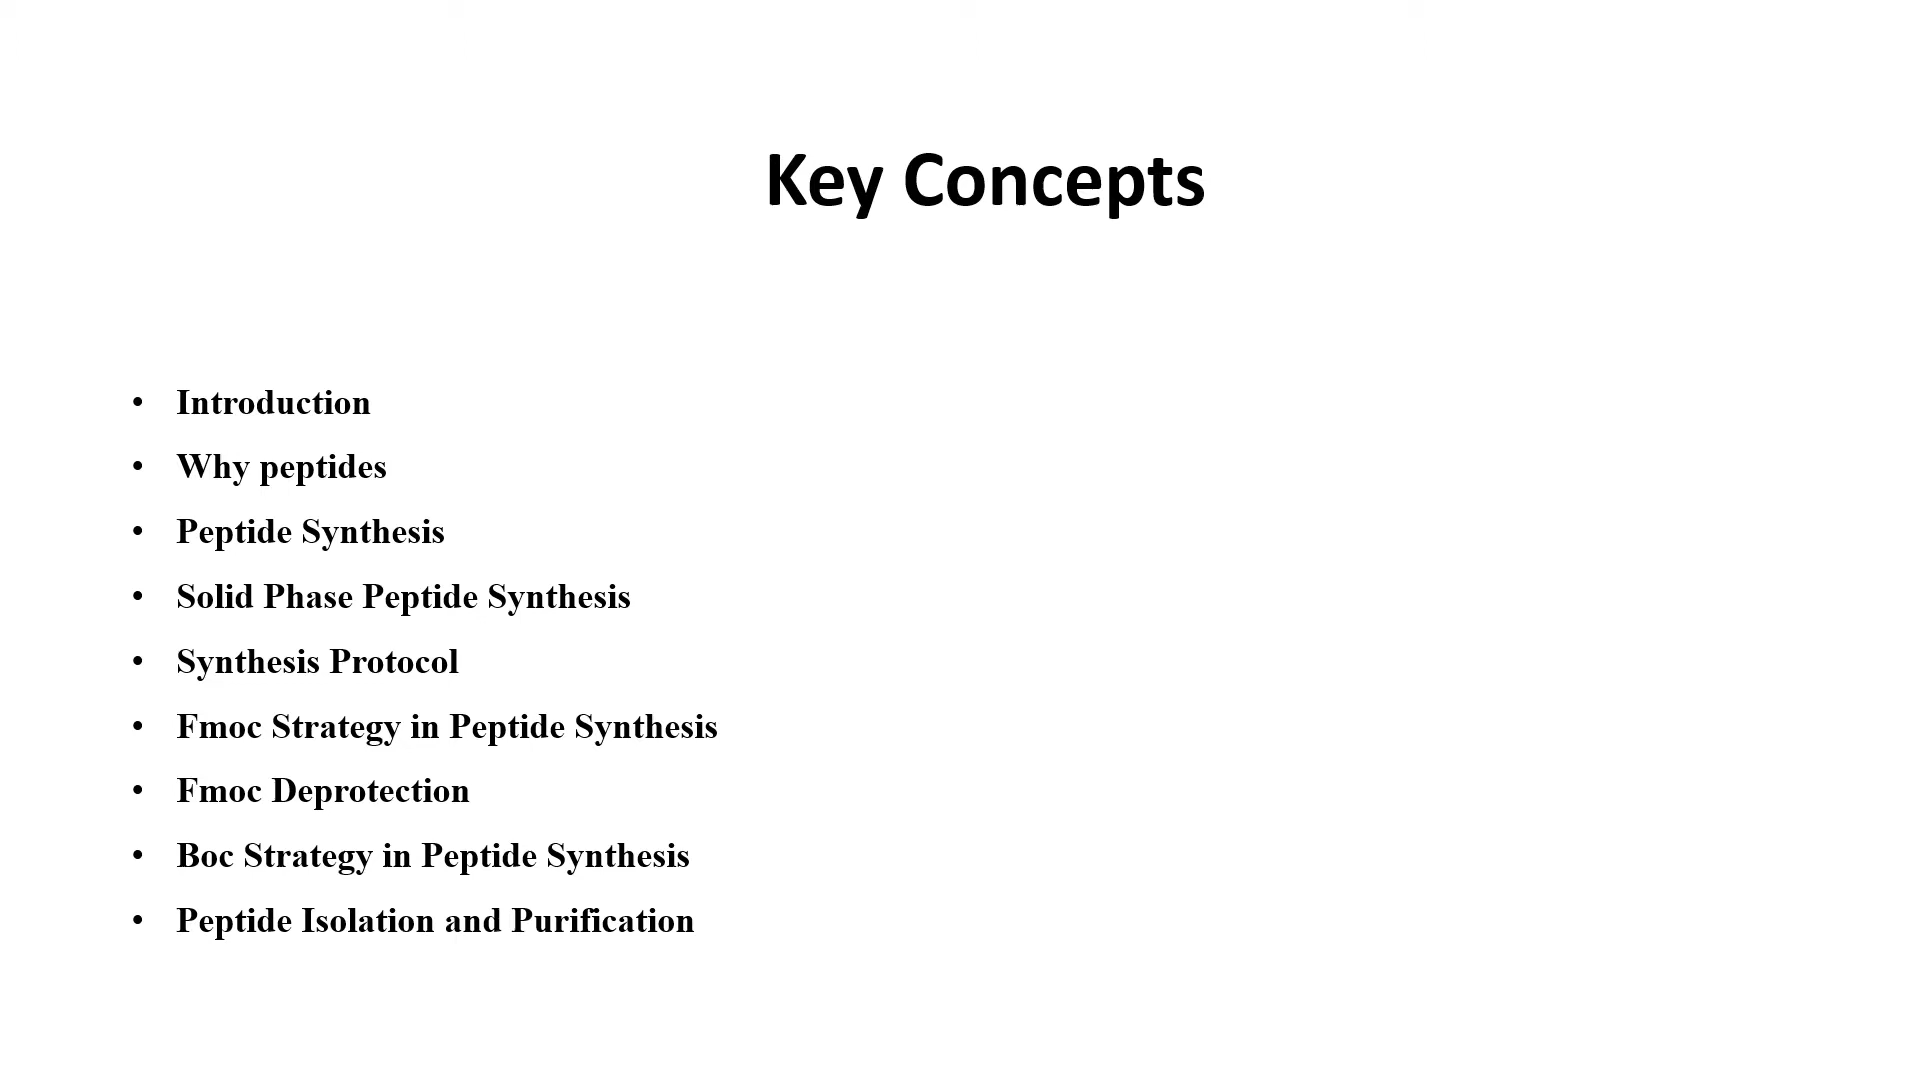 Key Concepts
• Introduction
• Why peptides
• Peptide Synthesis
• Solid Phase Peptide Synthesis
• Synthesis Protocol
• Fmoc Strategy in Peptide Synthesis
• Fmoc Deprotection
• Boc Strategy in Peptide Synthesis
• Peptide Isolation and Purification